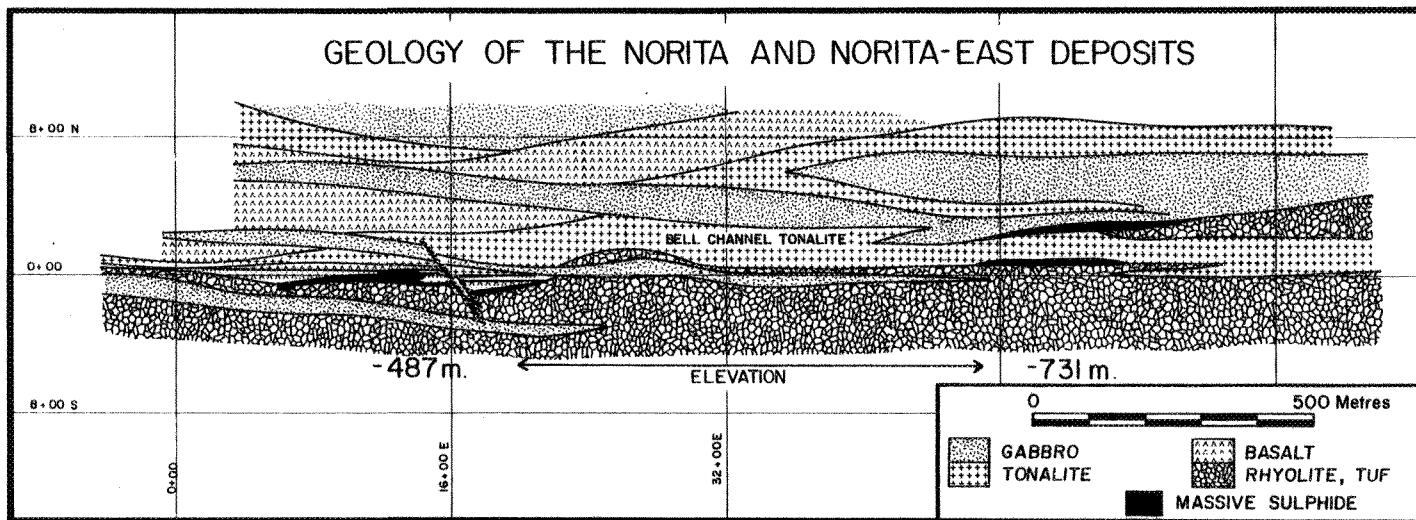 GEOLOGY OF THE NORITA AND NORITA-EAST DEPOSITS
8+00 N
BELL CHANNEL TONALITE
0+00
-487m.
ELEVATION
-731m.
8+00 S
0+00
16+00 E
32+00E
0 500 Metres
GABBRO
BASALT
TONALITE
RHYOLITE, TUF
MASSIVE SULPHIDE